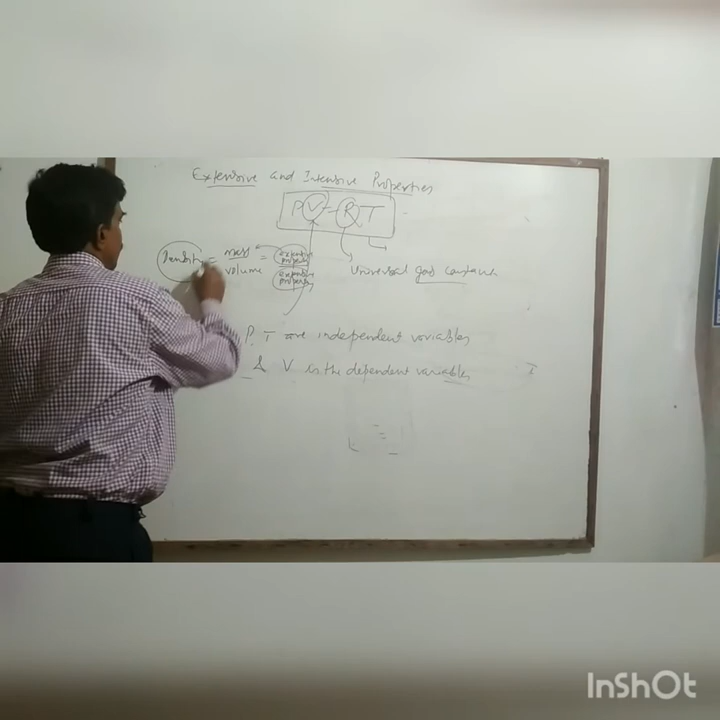 Extensive and Intensive Properties
PV = RT
Density = mass / volume = extensive property / extensive property
Universal gas constant
P, T are independent variables
& V is the dependent variables
InShOt